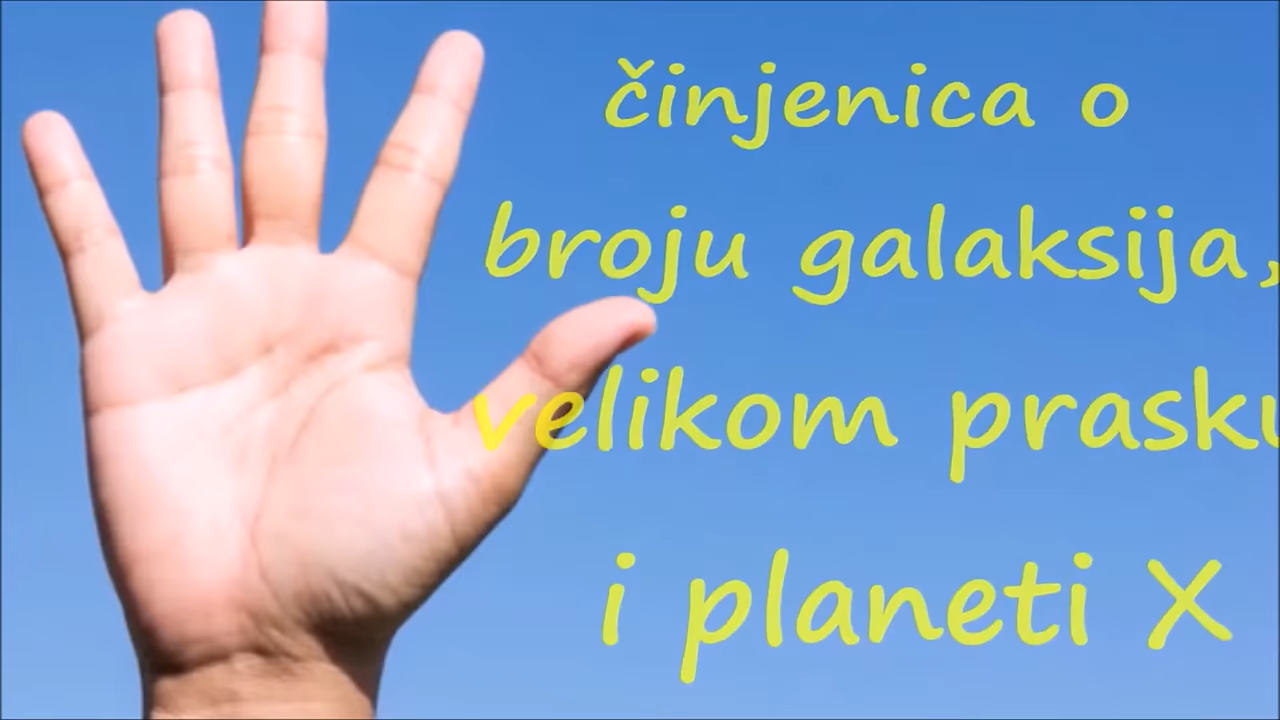 činjenica o
broju galaksija,
velikom prasku
i planeti X